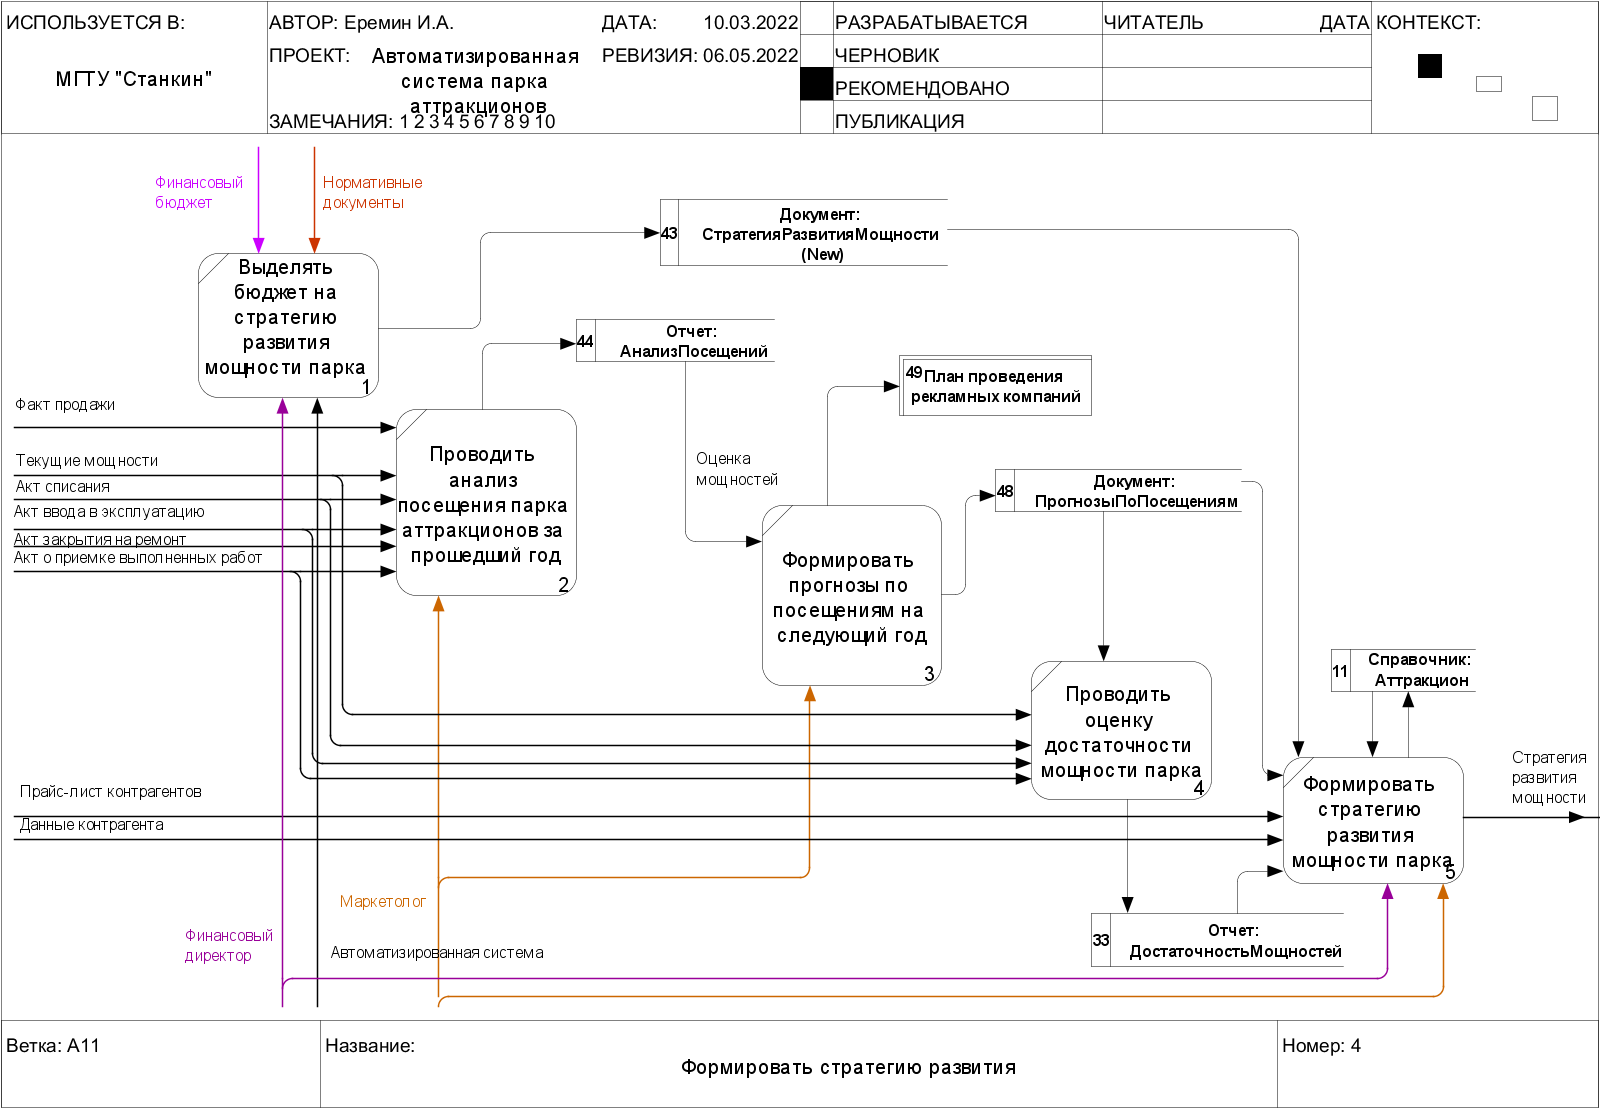 ИСПОЛЬЗУЕТСЯ В:
МГТУ "Станкин"
АВТОР: Еремин И.А.
ДАТА: 10.03.2022
ПРОЕКТ: Автоматизированная
система парка
аттракционов
РЕВИЗИЯ: 06.05.2022
ЗАМЕЧАНИЯ: 1 2 3 4 5 6 7 8 9 10
РАЗРАБАТЫВАЕТСЯ
ЧЕРНОВИК
РЕКОМЕНДОВАНО
ПУБЛИКАЦИЯ
ЧИТАТЕЛЬ ДАТА
КОНТЕКСТ:
Финансовый
бюджет
Нормативные
документы
Выделять
бюджет на
стратегию
развития
мощности парка
1
43
Документ:
СтратегияРазвитияМощности
(New)
44
Отчет:
АнализПосещений
49
План проведения
рекламных компаний
Факт продажи
Текущие мощности
Акт списания
Акт ввода в эксплуатацию
Акт закрытия на ремонт
Акт о приемке выполненных работ
Проводить
анализ
посещения парка
аттракционов за
прошедший год
2
Оценка
мощностей
48
Документ:
ПрогнозыПоПосещениям
Формировать
прогнозы по
посещениям на
следующий год
3
Проводить
оценку
достаточности
мощности парка
4
11
Справочник:
Аттракцион
Прайс-лист контрагентов
Данные контрагента
Формировать
стратегию
развития
мощности парка
5
Стратегия
развития
мощности
Маркетолог
Финансовый
директор
Автоматизированная система
33
Отчет:
ДостаточностьМощностей
Ветка: A11
Название:
Формировать стратегию развития
Номер: 4